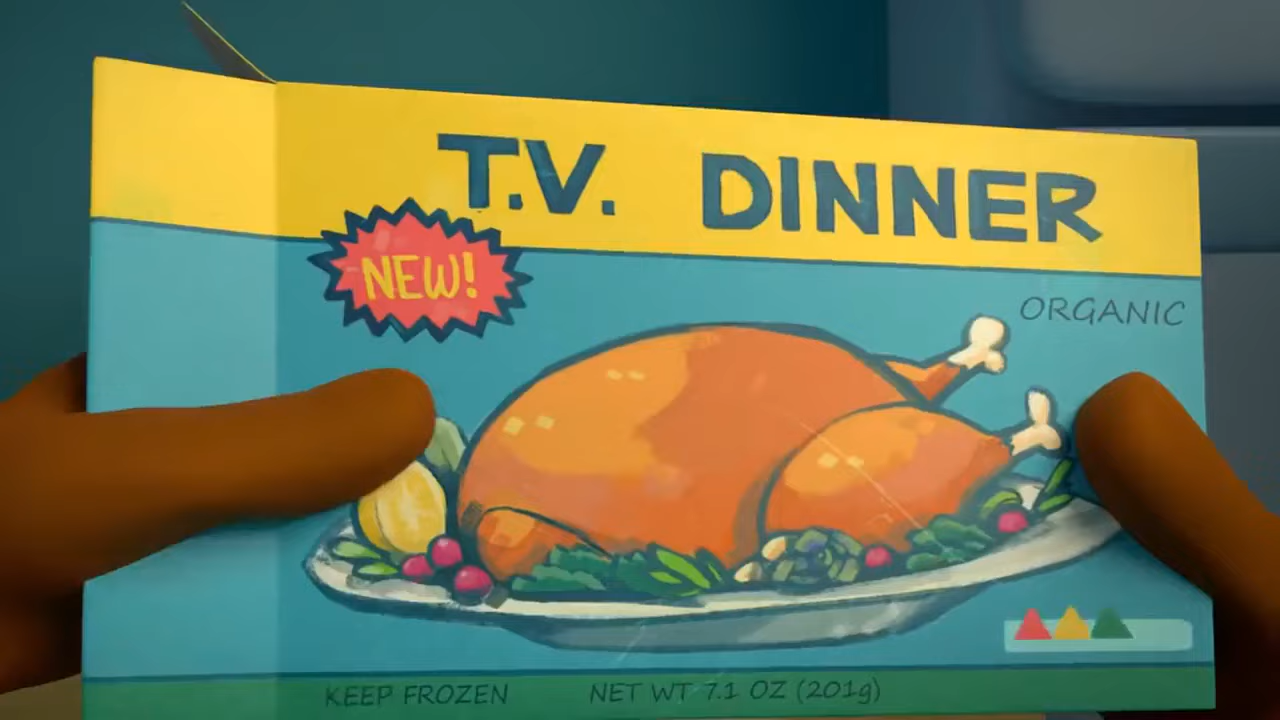 T.V. DINNER
NEW!
ORGANIC
KEEP FROZEN NET WT 7.1 OZ (201g)